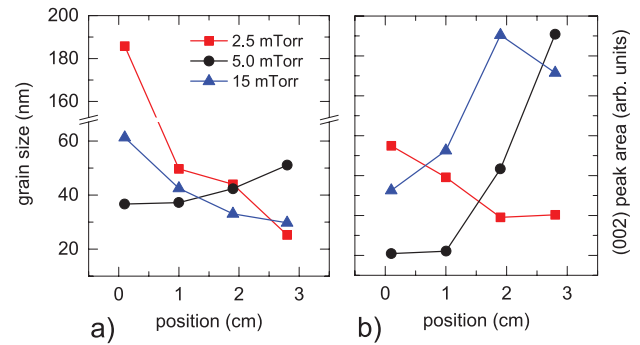 200
180
160
60
40
20
grain size (nm)
2.5 mTorr
5.0 mTorr
15 mTorr
0 1 2 3
position (cm)
a)
0 1 2 3
position (cm)
b)
(002) peak area (arb. units)